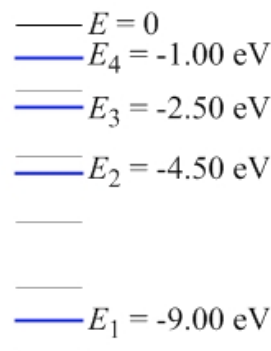 E = 0
E₄ = -1.00 eV
E₃ = -2.50 eV
E₂ = -4.50 eV
E₁ = -9.00 eV